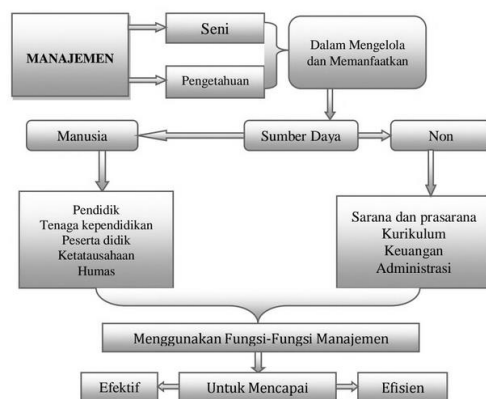 Seni
MANAJEMEN
Pengetahuan
Dalam Mengelola
dan Memanfaatkan
Manusia
Sumber Daya
Non
Pendidik
Tenaga kependidikan
Peserta didik
Ketatausahaan
Humas
Sarana dan prasarana
Kurikulum
Keuangan
Administrasi
Menggunakan Fungsi-Fungsi Manajemen
Efektif
Untuk Mencapai
Efisien